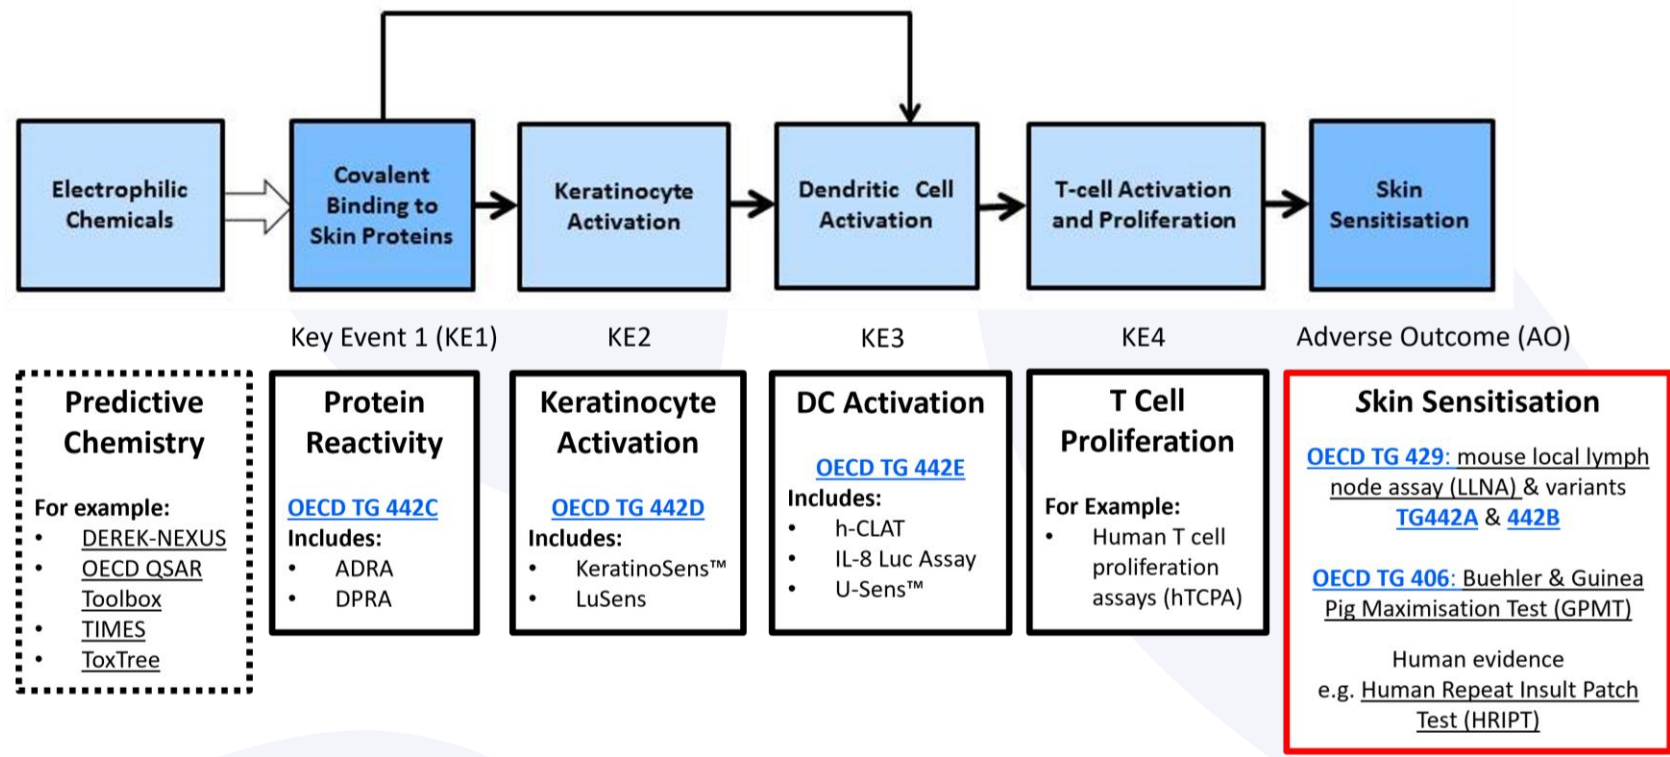 Electrophilic
Chemicals
Covalent
Binding to
Skin Proteins
Keratinocyte
Activation
Dendritic Cell
Activation
T-cell Activation
and Proliferation
Skin
Sensitisation
Key Event 1 (KE1)
KE2
KE3
KE4
Adverse Outcome (AO)
Predictive
Chemistry
For example:
• DEREK-NEXUS
• OECD QSAR
Toolbox
• TIMES
• ToxTree
Protein
Reactivity
OECD TG 442C
Includes:
• ADRA
• DPRA
Keratinocyte
Activation
OECD TG 442D
Includes:
• KeratinoSens™
• LuSens
DC Activation
OECD TG 442E
Includes:
• h-CLAT
• IL-8 Luc Assay
• U-Sens™
T Cell
Proliferation
For Example:
• Human T cell
proliferation
assays (hTCPA)
Skin Sensitisation
OECD TG 429: mouse local lymph
node assay (LLNA) & variants
TG442A & 442B
OECD TG 406: Buehler & Guinea
Pig Maximisation Test (GPMT)
Human evidence
e.g. Human Repeat Insult Patch
Test (HRIPT)